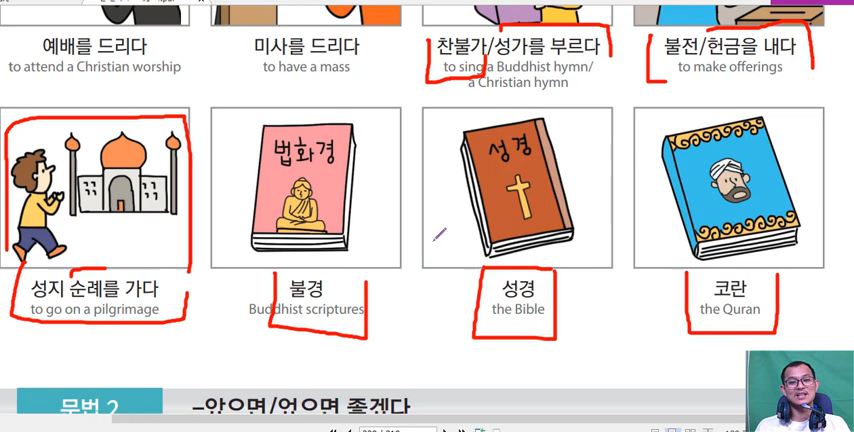 예배를 드리다
to attend a Christian worship
미사를 드리다
to have a mass
찬불가/성가를 부르다
to sing a Buddhist hymn/
a Christian hymn
불전/헌금을 내다
to make offerings
법화경
성경
성지 순례를 가다
to go on a pilgrimage
불경
Buddhist scriptures
성경
the Bible
코란
the Quran
문법 2
-았으면/었으면 좋겠다